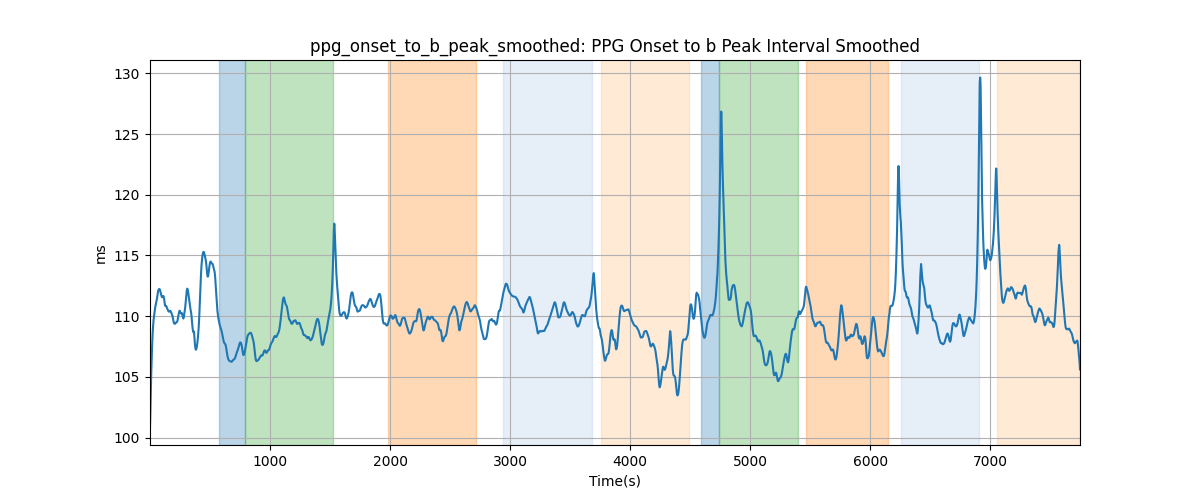 ppg_onset_to_b_peak_smoothed: PPG Onset to b Peak Interval Smoothed
130
125
120
115
110
105
100
ms
1000 2000 3000 4000 5000 6000 7000
Time(s)